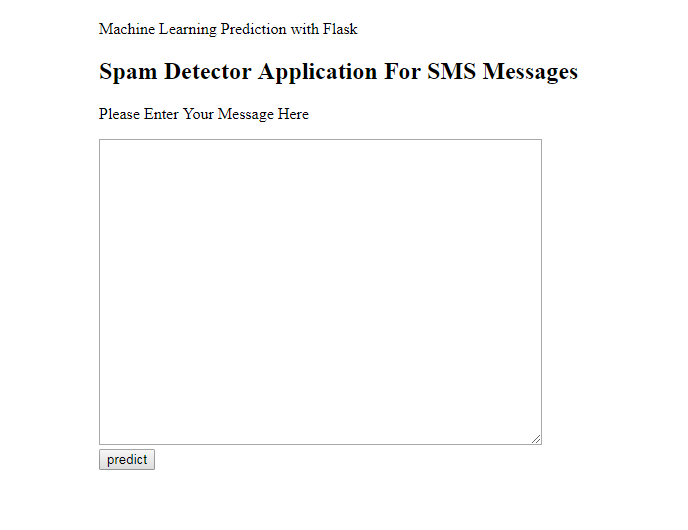 Machine Learning Prediction with Flask
Spam Detector Application For SMS Messages
Please Enter Your Message Here
predict